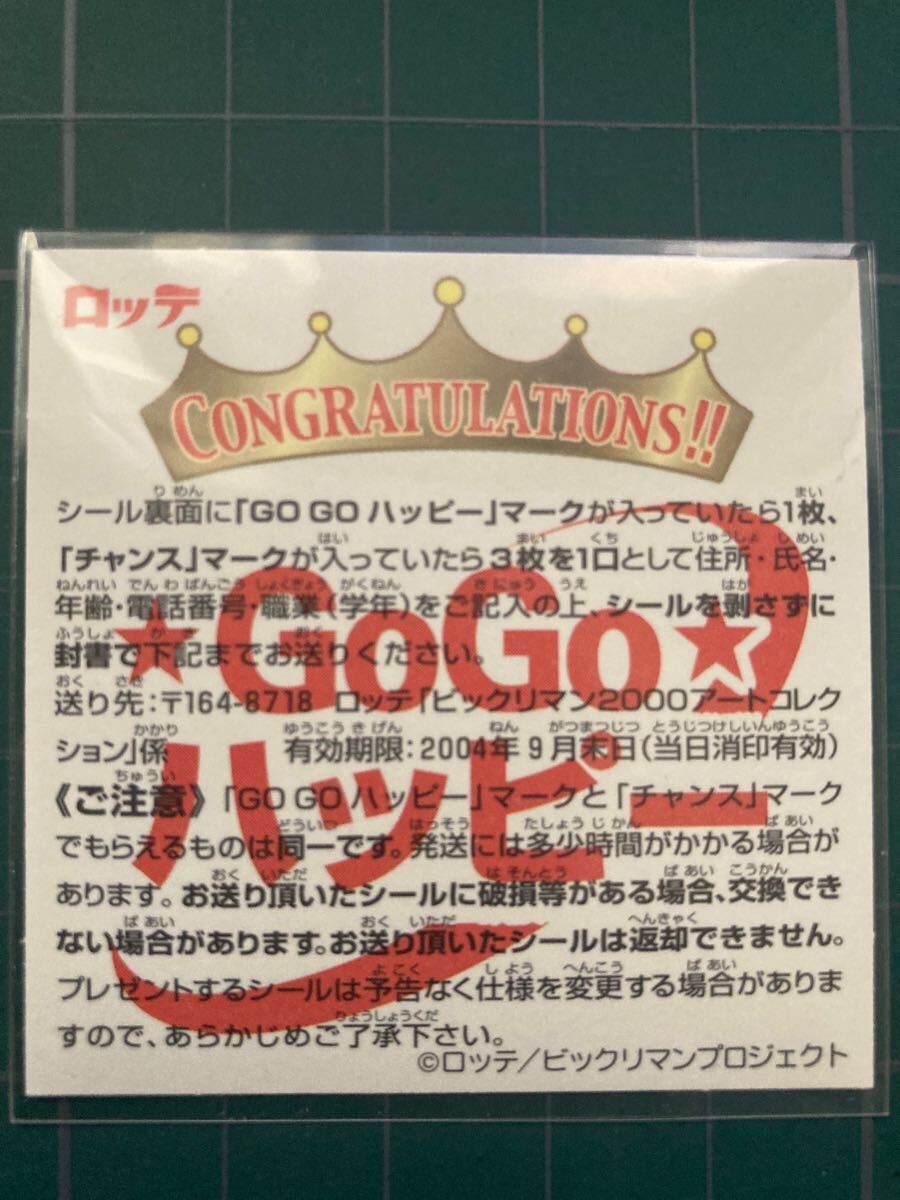 ロッテ
CONGRATULATIONS!!
シール裏面に「GO GO ハッピー」マークが入っていたら1枚、
「チャンス」マークが入っていたら3枚を1口として住所・氏名・
年齢・電話番号・職業(学年)をご記入の上、シールを剥さずに
封書で下記までお送りください。
送り先:〒164-8718 ロッテ「ビックリマン2000アートコレク
ション」係 有効期限:2004年9月末日(当日消印有効)
《ご注意》「GO GO ハッピー」マークと「チャンス」マーク
でもらえるものは同一です。発送には多少時間がかかる場合が
あります。お送り頂いたシールに破損等がある場合、交換でき
ない場合があります。お送り頂いたシールは返却できません。
プレゼントするシールは予告なく仕様を変更する場合がありま
すので、あらかじめご了承下さい。
©ロッテ/ビックリマンプロジェクト
★GoGo★
ハッピー